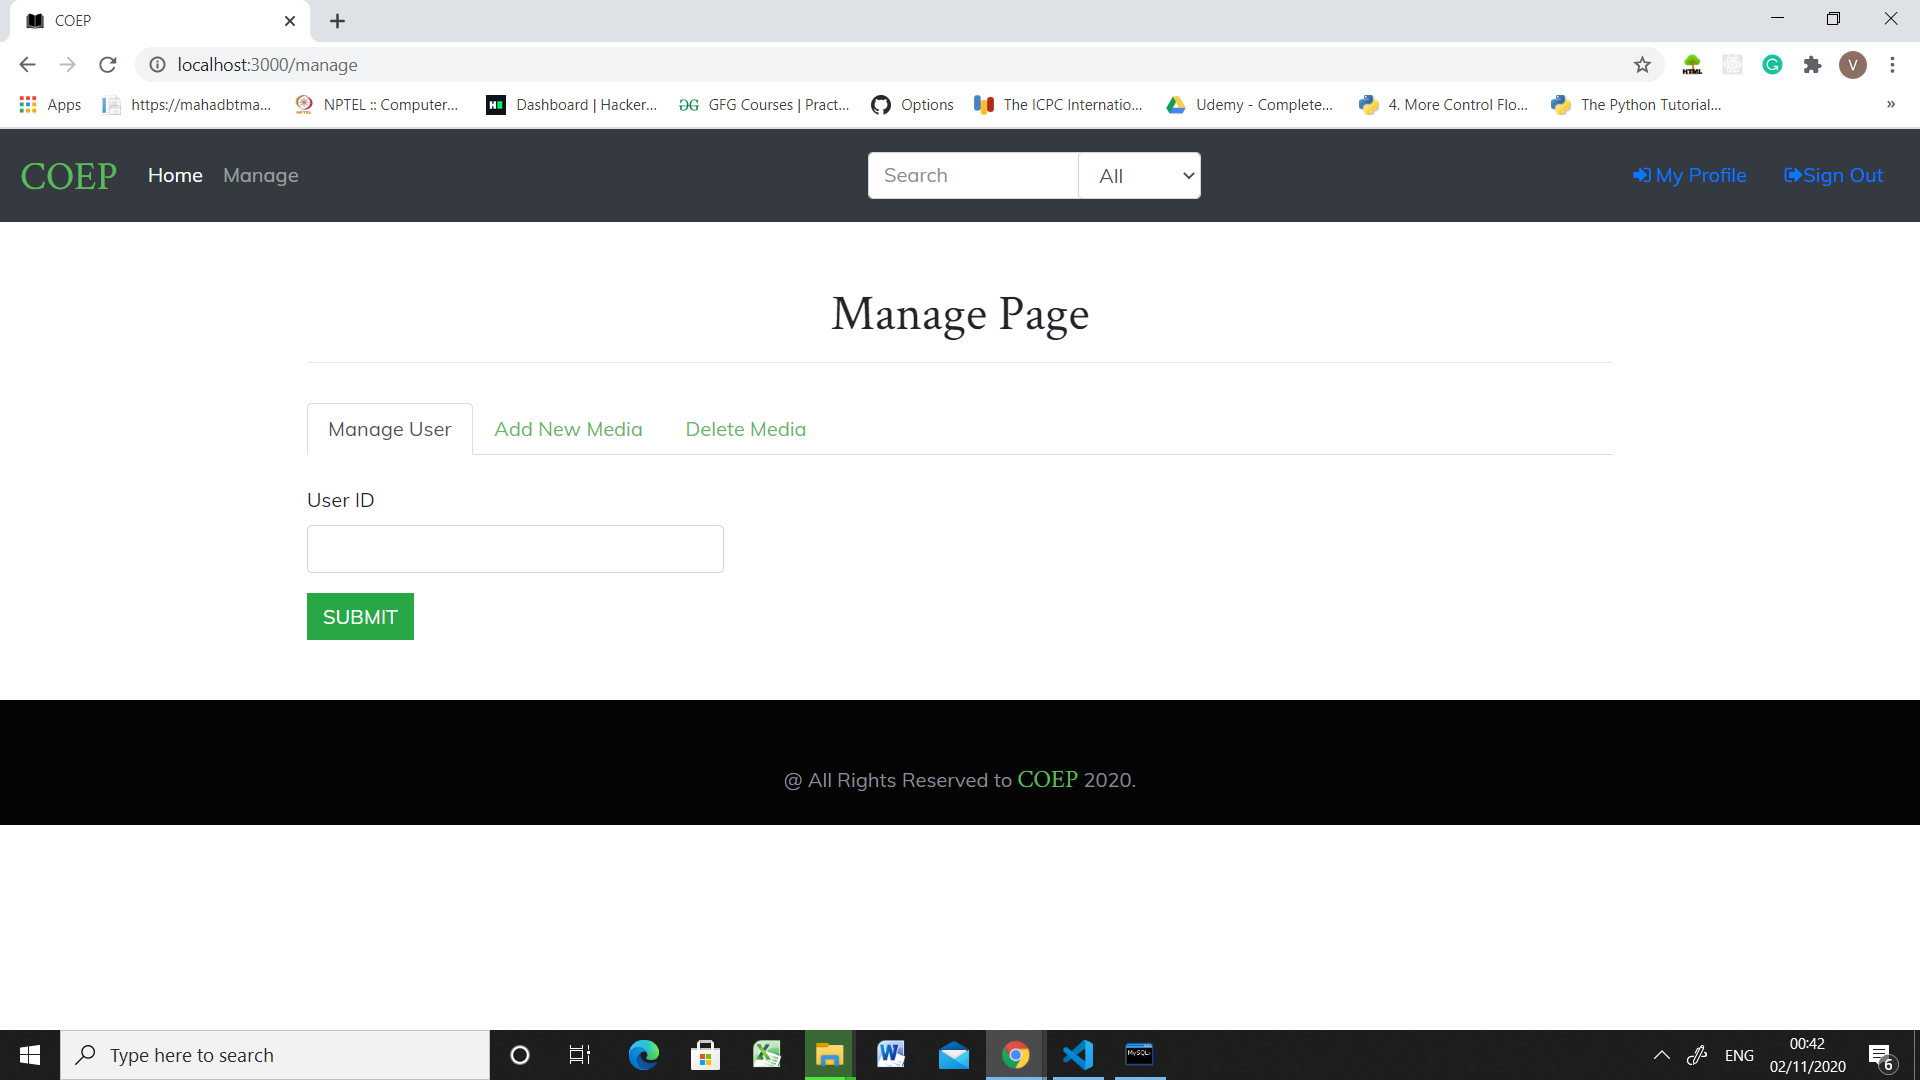 COEP
localhost:3000/manage
V
Apps
https://mahadbtma...
NPTEL :: Computer...
Dashboard | Hacker...
GFG Courses | Pract...
Options
The ICPC Internatio...
Udemy - Complete...
4. More Control Flo...
The Python Tutorial...
»
COEP Home Manage
Search
All
My Profile
Sign Out
Manage Page
Manage User
Add New Media
Delete Media
User ID
SUBMIT
@ All Rights Reserved to COEP 2020.
Type here to search
ENG
00:42
02/11/2020
6